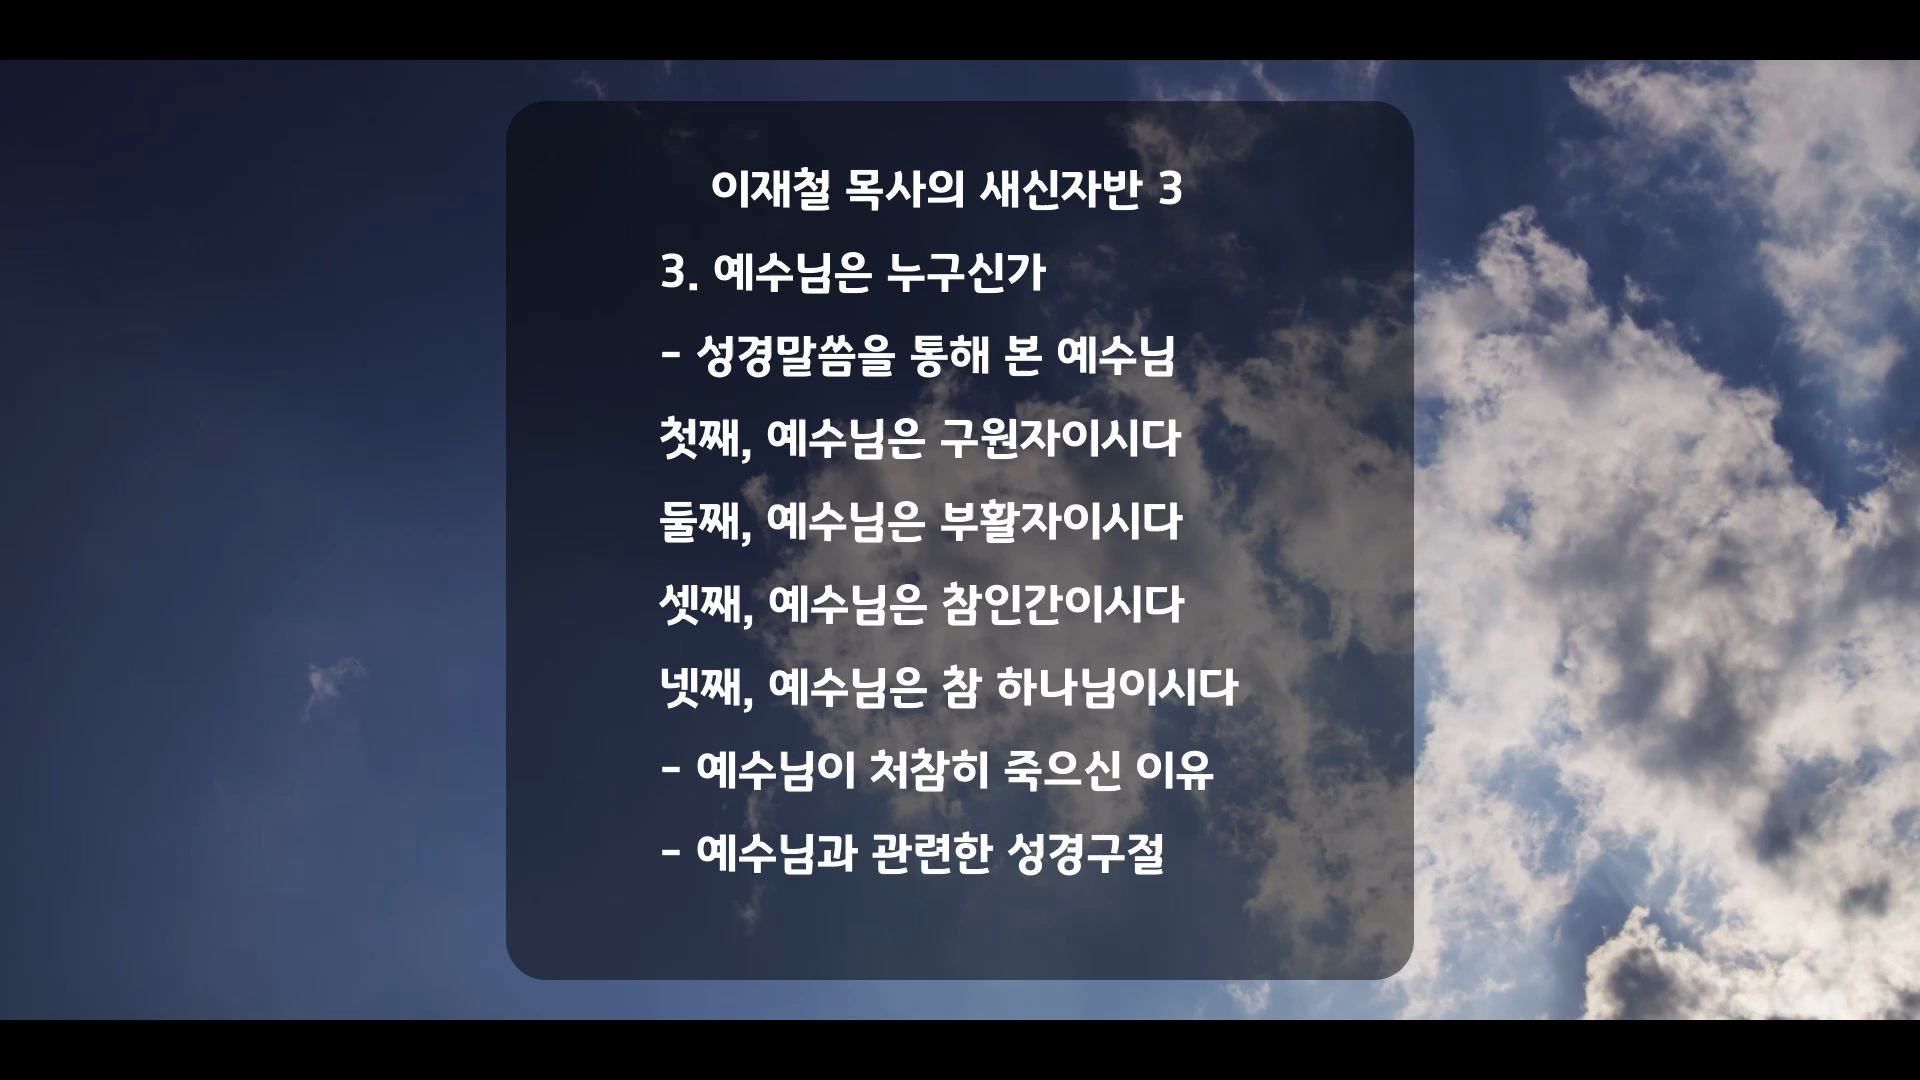 이재철 목사의 새신자반 3
3. 예수님은 누구신가
- 성경말씀을 통해 본 예수님
첫째, 예수님은 구원자이시다
둘째, 예수님은 부활자이시다
셋째, 예수님은 참인간이시다
넷째, 예수님은 참 하나님이시다
- 예수님이 처참히 죽으신 이유
- 예수님과 관련한 성경구절